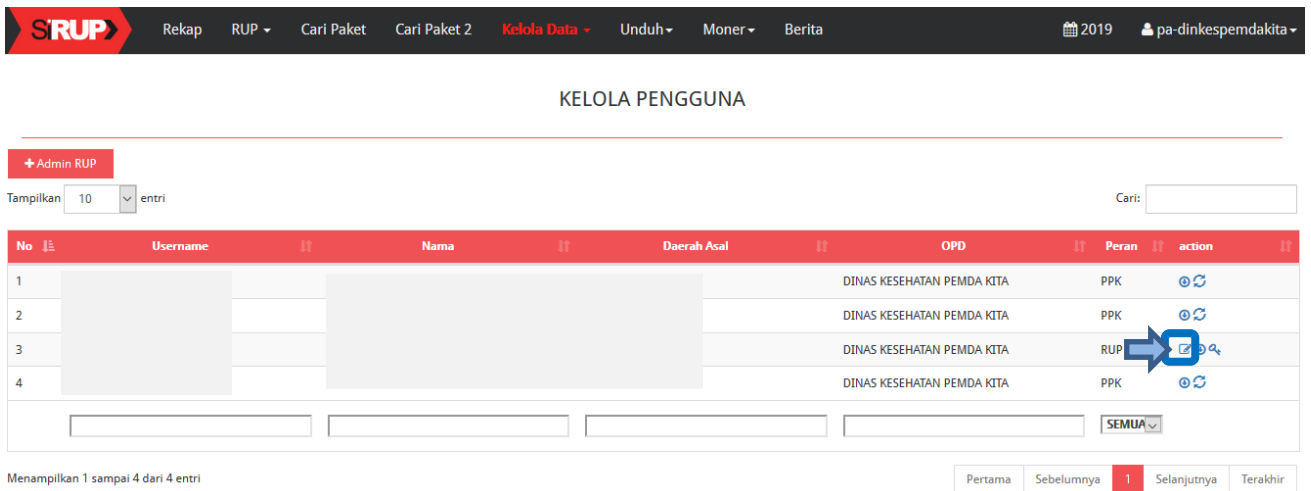 SiRUP Rekap RUP Cari Paket Cari Paket 2 Kelola Data Unduh Moner Berita 2019 pa-dinkespemdakita
KELOLA PENGGUNA
+ Admin RUP
Tampilkan 10 entri Cari:
No Username Nama Daerah Asal OPD Peran action
1 DINAS KESEHATAN PEMDA KITA PPK
2 DINAS KESEHATAN PEMDA KITA PPK
3 DINAS KESEHATAN PEMDA KITA RUP
4 DINAS KESEHATAN PEMDA KITA PPK
SEMUA
Menampilkan 1 sampai 4 dari 4 entri Pertama Sebelumnya 1 Selanjutnya Terakhir